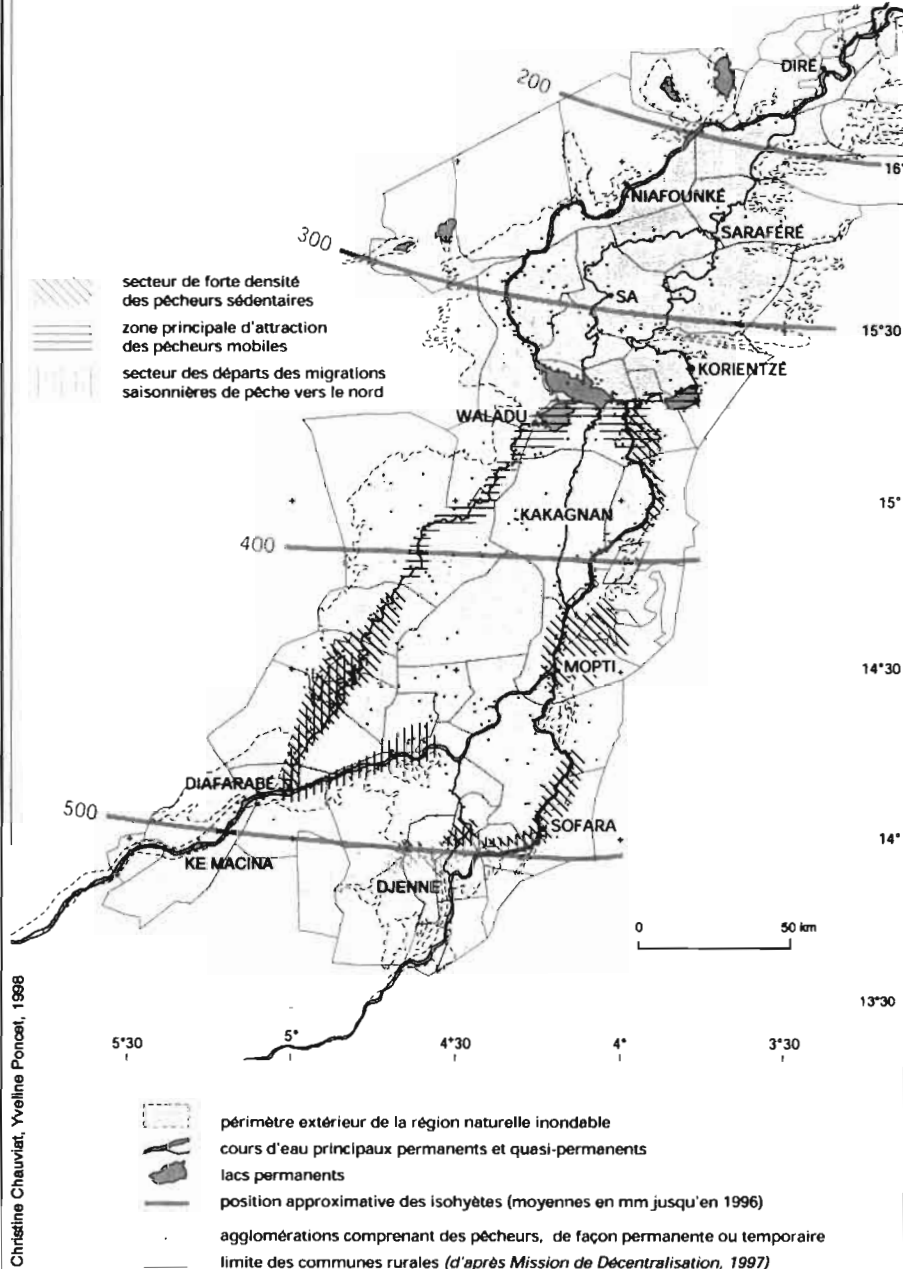 200
DIRÉ
16°
NIAFOUNKÉ
SARAFÉRÉ
300
SA
15°30
secteur de forte densité
des pêcheurs sédentaires
zone principale d'attraction
des pêcheurs mobiles
secteur des départs des migrations
saisonnières de pêche vers le nord
KORIENTZÉ
WALADU
15°
KAKAGNAN
400
MOPTI
14°30
DIAFARABÉ
500
SOFARA
14°
KE MACINA
DJENNE
0 50 km
13°30
5°30 5° 4°30 4° 3°30
Christine Chauviat, Yveline Poncet, 1998
périmètre extérieur de la région naturelle inondable
cours d'eau principaux permanents et quasi-permanents
lacs permanents
position approximative des isohyètes (moyennes en mm jusqu'en 1996)
agglomérations comprenant des pêcheurs, de façon permanente ou temporaire
limite des communes rurales (d'après Mission de Décentralisation, 1997)